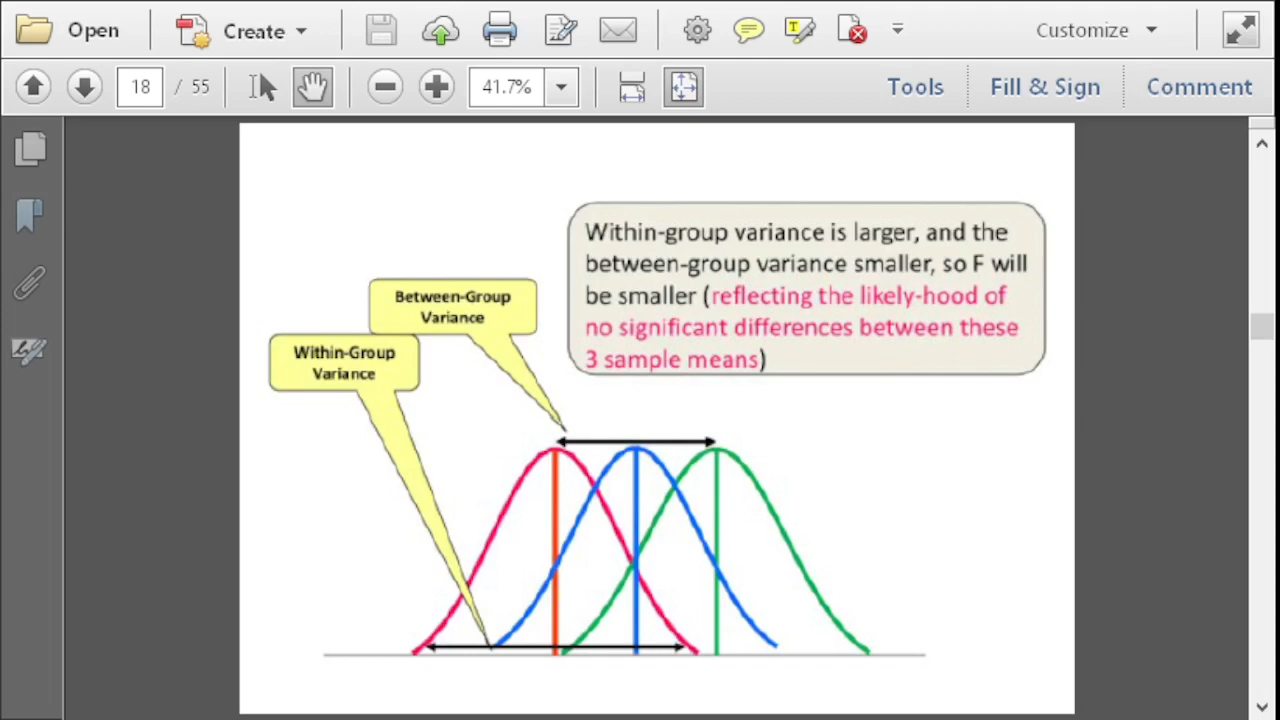 Open
Create
Customize
18 / 55
41.7%
Tools
Fill & Sign
Comment
Within-group variance is larger, and the
between-group variance smaller, so F will
be smaller (reflecting the likely-hood of
no significant differences between these
3 sample means)
Between-Group
Variance
Within-Group
Variance